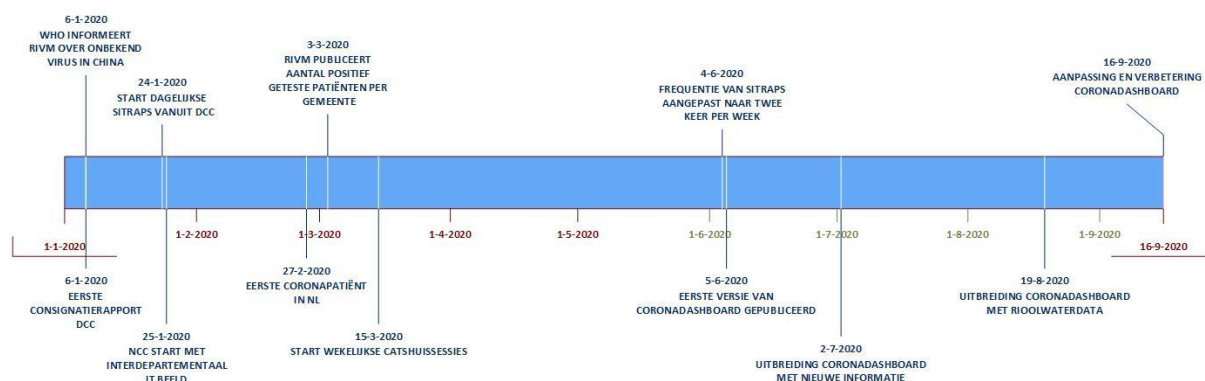 6-1-2020
WHO INFORMEERT
RIVM OVER ONBEKEND
VIRUS IN CHINA
24-1-2020
START DAGELIJKSE
SITRAPS VANUIT DCC
3-3-2020
RIVM PUBLICEERT
AANTAL POSITIEF
GETESTE PATIËNTEN PER
GEMEENTE
4-6-2020
FREQUENTIE VAN SITRAPS
AANGEPAST NAAR TWEE
KEER PER WEEK
16-9-2020
AANPASSING EN VERBETERING
CORONADASHBOARD
1-1-2020
1-2-2020
1-3-2020
1-4-2020
1-5-2020
1-6-2020
1-7-2020
1-8-2020
1-9-2020
16-9-2020
6-1-2020
EERSTE
CONSIGNATIERAPPORT
DCC
25-1-2020
NCC START MET
INTERDEPARTEMENTAAL
IT BEELD
27-2-2020
EERSTE CORONAPATIËNT
IN NL
15-3-2020
START WEKELIJKSE CATSHUISSESSIES
5-6-2020
EERSTE VERSIE VAN
CORONADASHBOARD GEPUBLICEERD
2-7-2020
UITBREIDING CORONADASHBOARD
MET NIEUWE INFORMATIE
19-8-2020
UITBREIDING CORONADASHBOARD
MET RIOOLWATERDATA